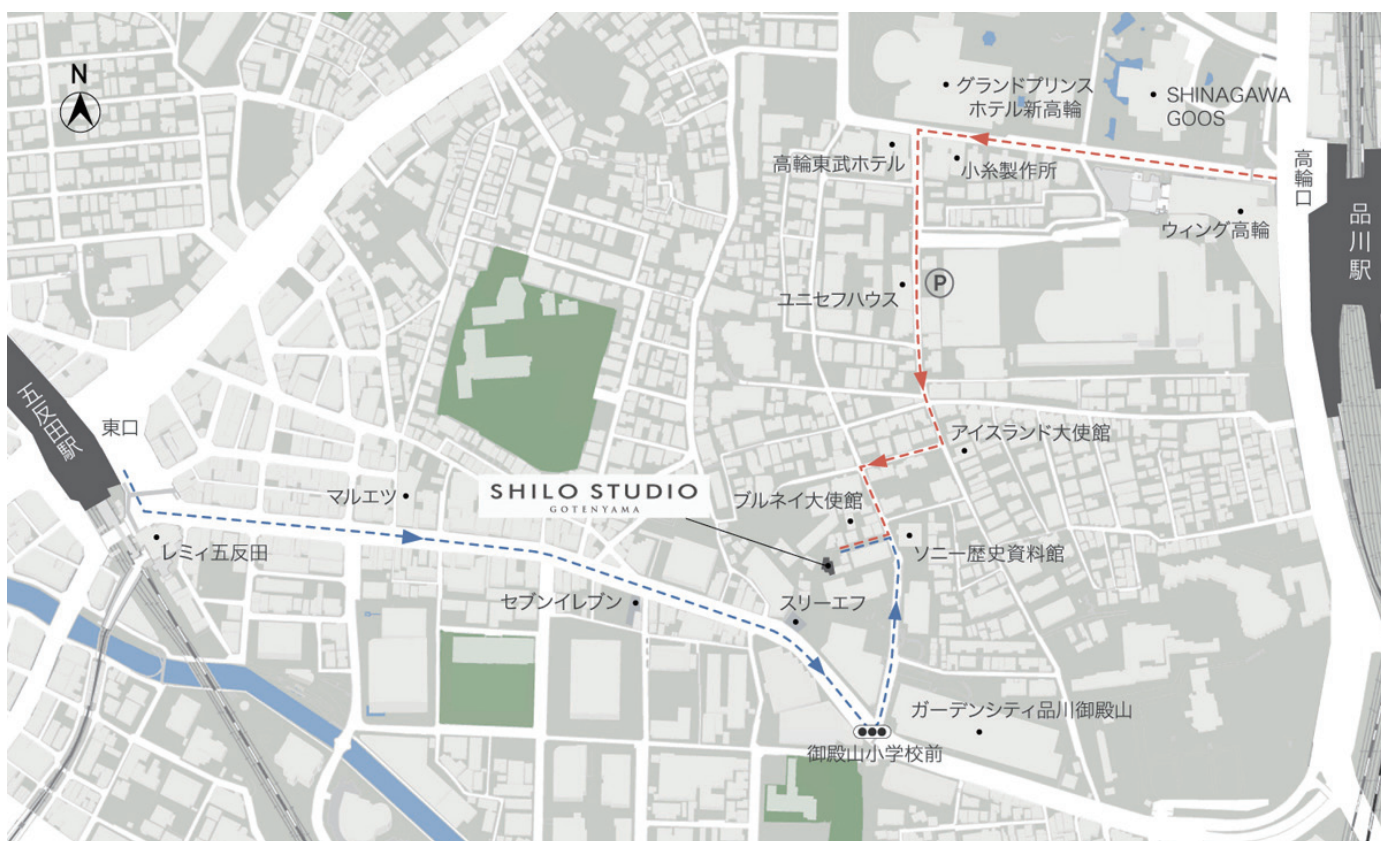 N
グランドプリンス
ホテル新高輪
SHINAGAWA
GOOS
高輪東武ホテル
小糸製作所
高輪口
ウィング高輪
品川駅
ユニセフハウス
P
五反田駅
東口
アイスランド大使館
マルエツ
SHILO STUDIO
GOTENYAMA
ブルネイ大使館
レミィ五反田
ソニー歴史資料館
セブンイレブン
スリーエフ
ガーデンシティ品川御殿山
御殿山小学校前